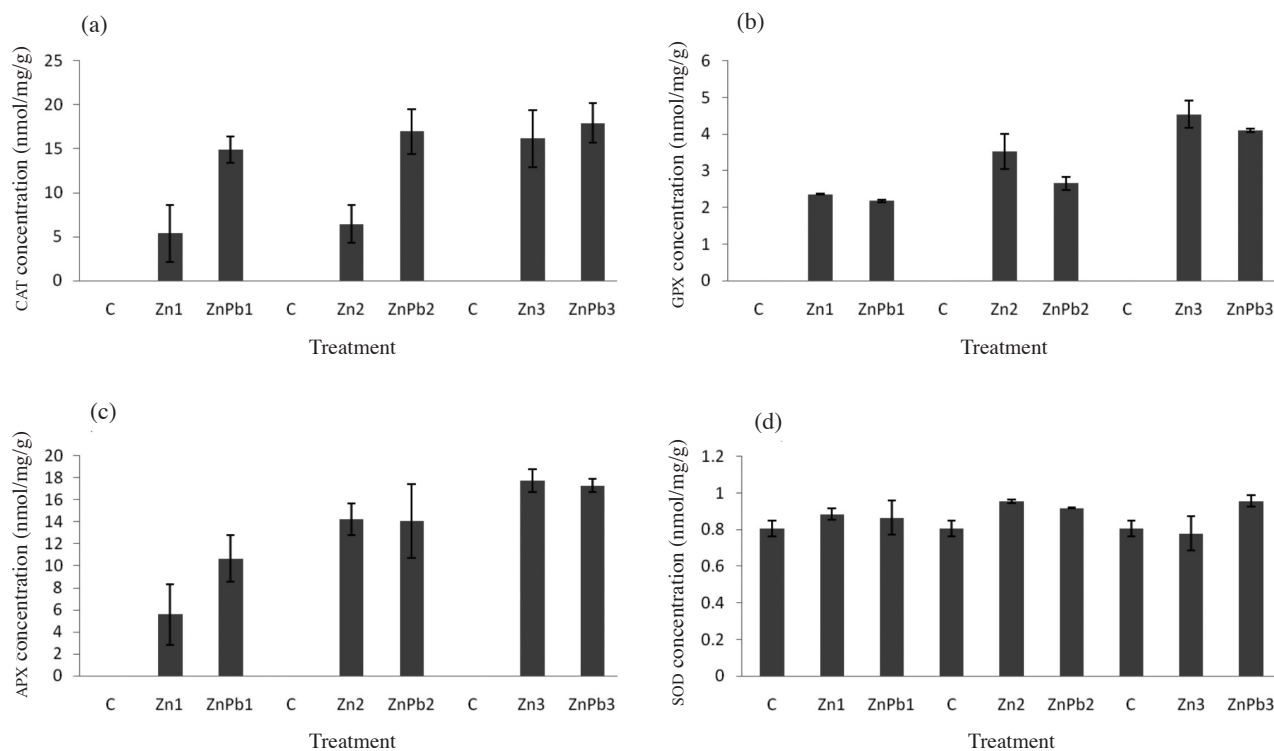 (a)
CAT concentration (nmol/mg/g)
25
20
15
10
5
0
C Zn1 ZnPb1 C Zn2 ZnPb2 C Zn3 ZnPb3
Treatment
(b)
GPX concentration (nmol/mg/g)
6
5
4
3
2
1
0
C Zn1 ZnPb1 C Zn2 ZnPb2 C Zn3 ZnPb3
Treatment
(c)
APX concentration (nmol/mg/g)
20
18
16
14
12
10
8
6
4
2
0
C Zn1 ZnPb1 C Zn2 ZnPb2 C Zn3 ZnPb3
Treatment
(d)
SOD concentration (nmol/mg/g)
1.2
1
0.8
0.6
0.4
0.2
0
C Zn1 ZnPb1 C Zn2 ZnPb2 C Zn3 ZnPb3
Treatment